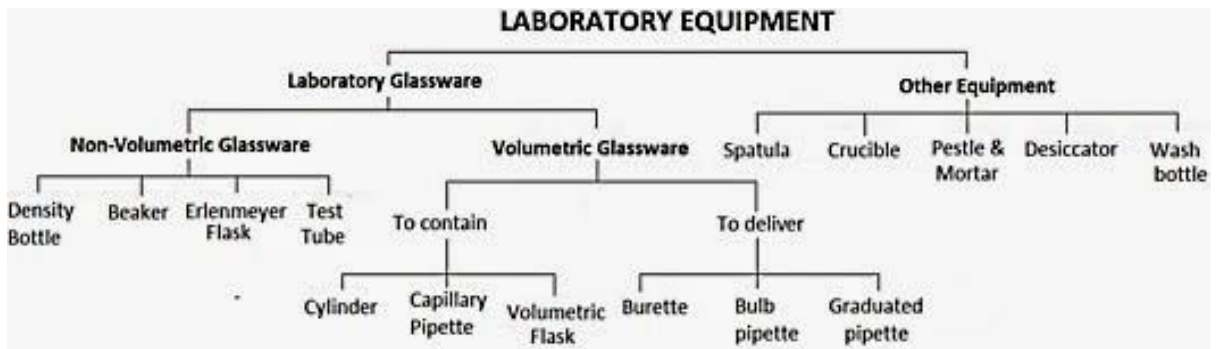 LABORATORY EQUIPMENT
Laboratory Glassware
Other Equipment
Non-Volumetric Glassware
Volumetric Glassware
Spatula
Crucible
Pestle &
Mortar
Desiccator
Wash
bottle
Density
Bottle
Beaker
Erlenmeyer
Flask
Test
Tube
To contain
To deliver
Cylinder
Capillary
Pipette
Volumetric
Flask
Burette
Bulb
pipette
Graduated
pipette